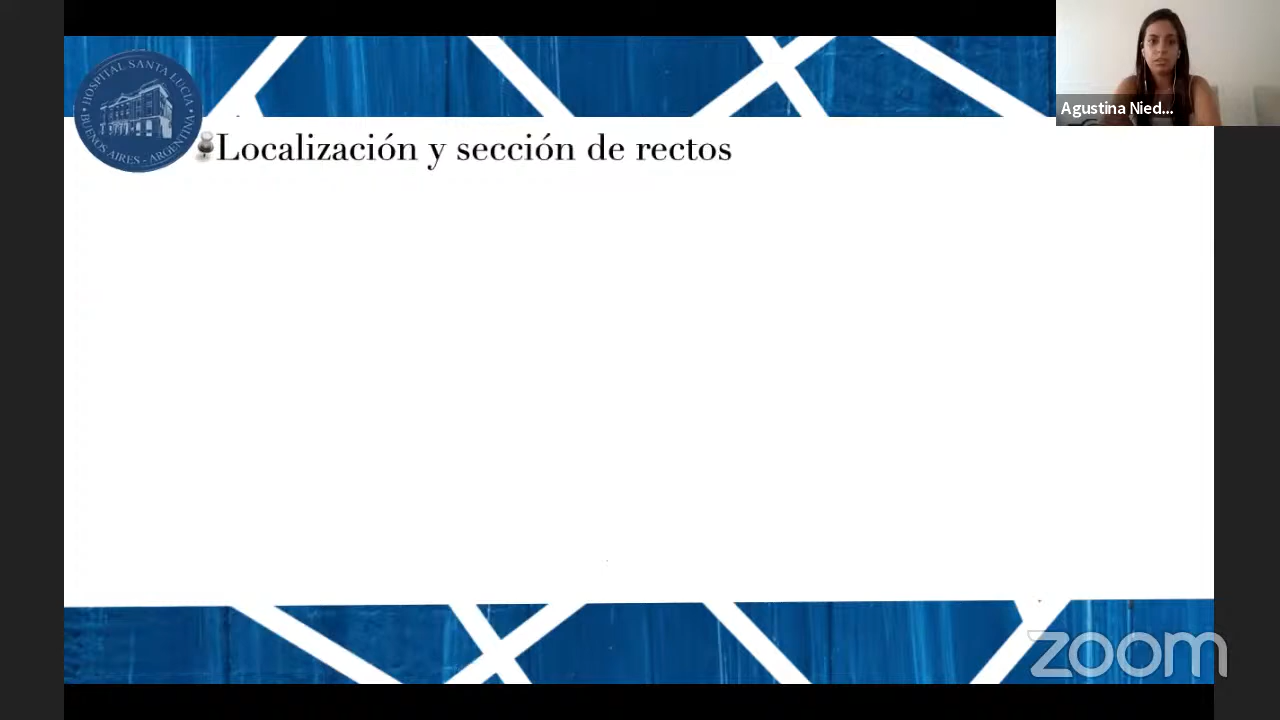 HOSPITAL SANTA LUCIA
BUENOS AIRES - ARGENTINA
Localización y sección de rectos
Agustina Nied...
zoom